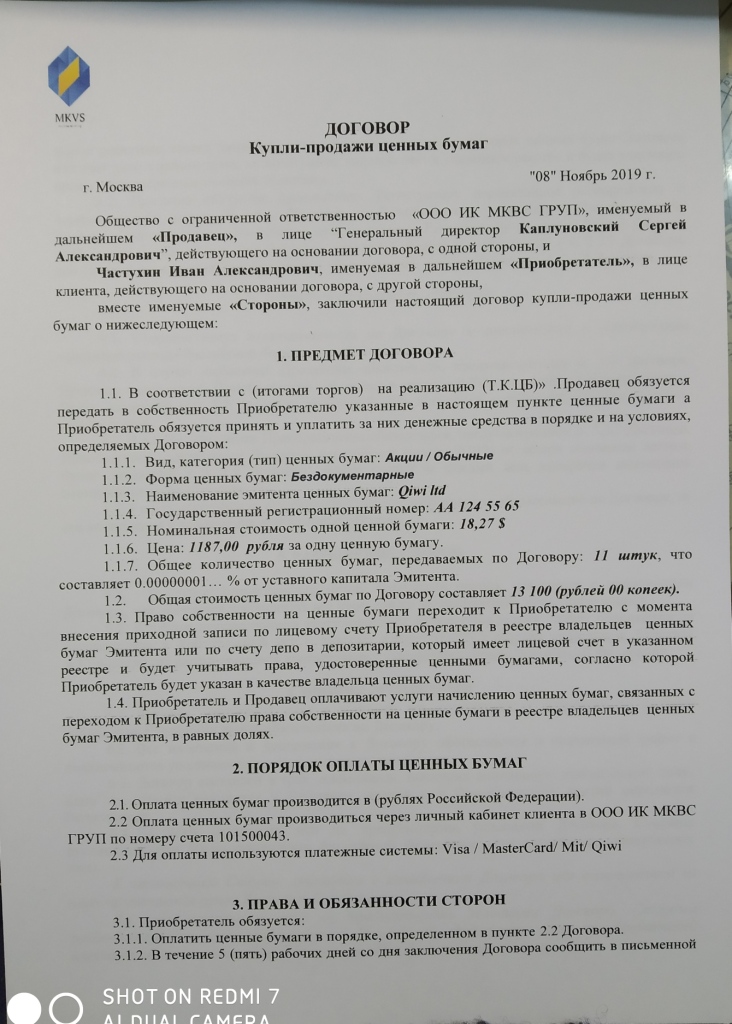 MKVS
ДОГОВОР
Купли-продажи ценных бумаг
г. Москва
"08" Ноябрь 2019 г.
Общество с ограниченной ответственностью «ООО ИК МКВС ГРУП», именуемый в
дальнейшем «Продавец», в лице “Генеральный директор Каплуновский Сергей
Александрович”, действующего на основании договора, с одной стороны, и
Частухин Иван Александрович, именуемая в дальнейшем «Приобретатель», в лице
клиента, действующего на основании договора, с другой стороны,
вместе именуемые «Стороны», заключили настоящий договор купли-продажи ценных
бумаг о нижеследующем:
1. ПРЕДМЕТ ДОГОВОРА
1.1. В соответствии с (итогами торгов) на реализацию (Т.К.ЦБ)» .Продавец обязуется
передать в собственность Приобретателю указанные в настоящем пункте ценные бумаги а
Приобретатель обязуется принять и уплатить за них денежные средства в порядке и на условиях,
определяемых Договором:
1.1.1. Вид, категория (тип) ценных бумаг: Акции / Обычные
1.1.2. Форма ценных бумаг: Бездокументарные
1.1.3. Наименование эмитента ценных бумаг: Qiwi ltd
1.1.4. Государственный регистрационный номер: АА 124 55 65
1.1.5. Номинальная стоимость одной ценной бумаги: 18,27 $
1.1.6. Цена: 1187,00 рубля за одну ценную бумагу.
1.1.7. Общее количество ценных бумаг, передаваемых по Договору: 11 штук, что
составляет 0.00000001… % от уставного капитала Эмитента.
1.2. Общая стоимость ценных бумаг по Договору составляет 13 100 (рублей 00 копеек).
1.3. Право собственности на ценные бумаги переходит к Приобретателю с момента
внесения приходной записи по лицевому счету Приобретателя в реестре владельцев ценных
бумаг Эмитента или по счету депо в депозитарии, который имеет лицевой счет в указанном
реестре и будет учитывать права, удостоверенные ценными бумагами, согласно которой
Приобретатель будет указан в качестве владельца ценных бумаг.
1.4. Приобретатель и Продавец оплачивают услуги начислению ценных бумаг, связанных с
переходом к Приобретателю права собственности на ценные бумаги в реестре владельцев ценных
бумаг Эмитента, в равных долях.
2. ПОРЯДОК ОПЛАТЫ ЦЕННЫХ БУМАГ
2.1. Оплата ценных бумаг производится в (рублях Российской Федерации).
2.2 Оплата ценных бумаг производиться через личный кабинет клиента в ООО ИК МКВС
ГРУП по номеру счета 101500043.
2.3 Для оплаты используются платежные системы: Visa / MasterCard/ Mit/ Qiwi
3. ПРАВА И ОБЯЗАННОСТИ СТОРОН
3.1. Приобретатель обязуется:
3.1.1. Оплатить ценные бумаги в порядке, определенном в пункте 2.2 Договора.
3.1.2. В течение 5 (пять) рабочих дней со дня заключения Договора сообщить в письменной
SHOT ON REDMI 7
AI DUAL CAMERA